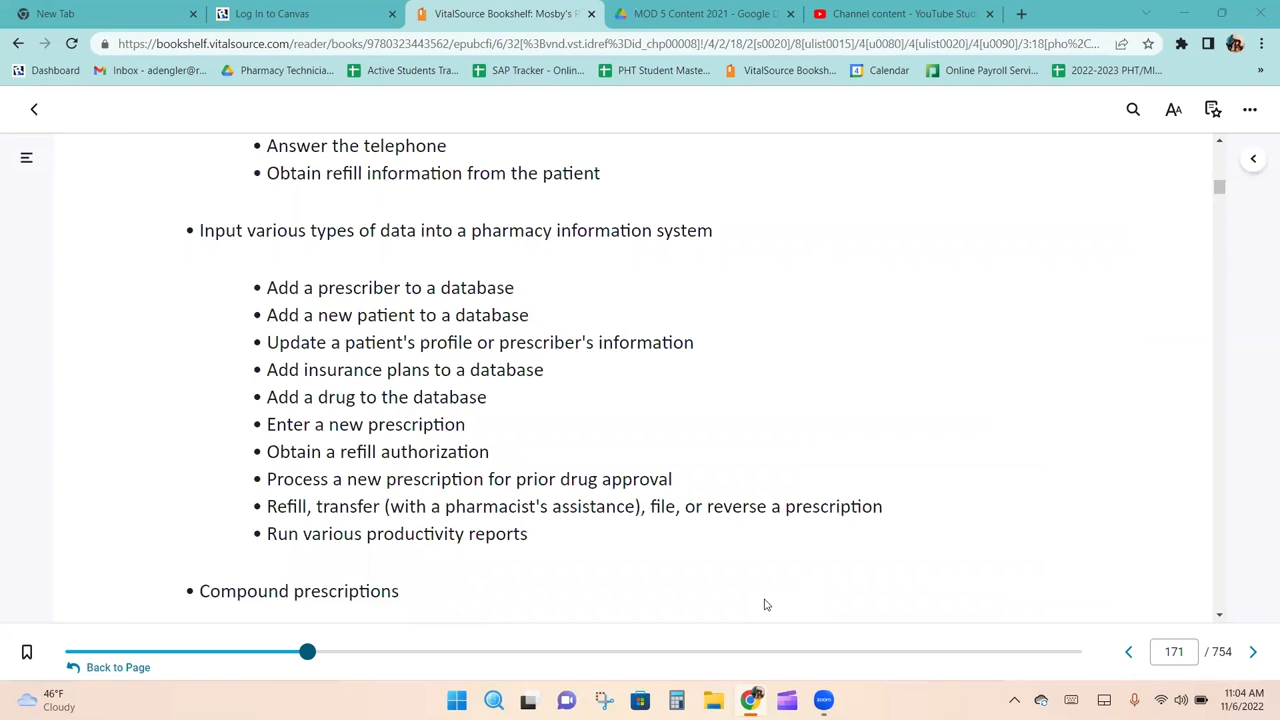 New Tab
Log In to Canvas
VitalSource Bookshelf: Mosby's P
MOD 5 Content 2021 - Google D
Channel content - YouTube Stud
https://bookshelf.vitalsource.com/reader/books/9780323443562/epubcfi/6/32[%3Bvnd.vst.idref%3Did_chp00008]!/4/2/18/2[s0020]/8[ulist0015]/4[u0080]/4[ulist0020]/4[u0090]/3:18[pho%2C...
Dashboard
Inbox - adengler@r...
Pharmacy Technicia...
Active Students Tra...
SAP Tracker - Onlin...
PHT Student Maste...
VitalSource Booksh...
Calendar
Online Payroll Servi...
2022-2023 PHT/MI...
»
AA
• Answer the telephone
• Obtain refill information from the patient
• Input various types of data into a pharmacy information system
• Add a prescriber to a database
• Add a new patient to a database
• Update a patient's profile or prescriber's information
• Add insurance plans to a database
• Add a drug to the database
• Enter a new prescription
• Obtain a refill authorization
• Process a new prescription for prior drug approval
• Refill, transfer (with a pharmacist's assistance), file, or reverse a prescription
• Run various productivity reports
• Compound prescriptions
171 / 754
Back to Page
46°F
Cloudy
zoom
11:04 AM
11/6/2022